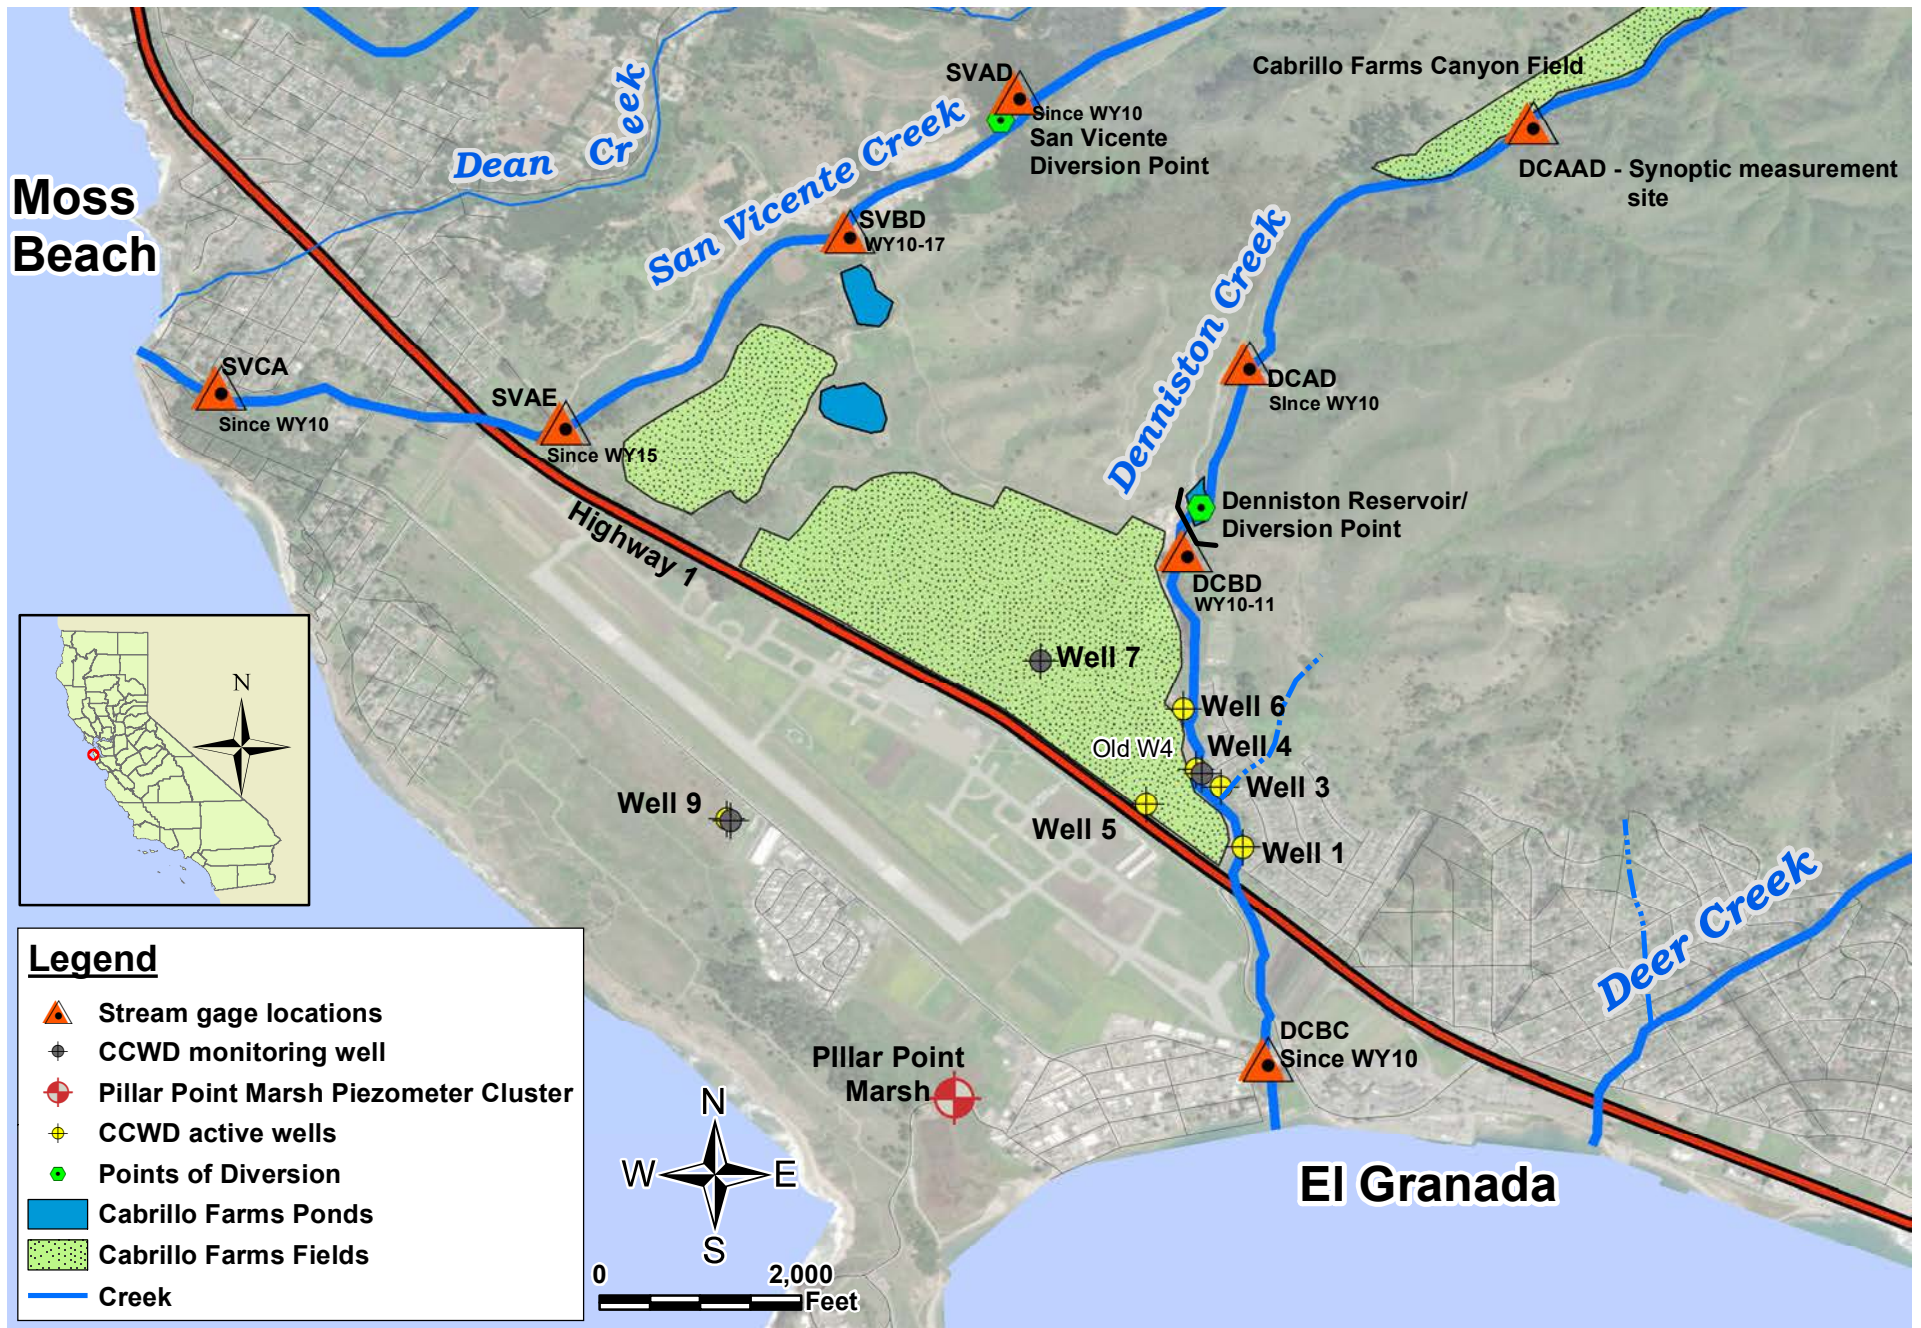 SVAD
Since WY10
San Vicente
Diversion Point
Cabrillo Farms Canyon Field
DCAAD - Synoptic measurement
site
Dean Creek
San Vicente Creek
Moss
Beach
SVBD
WY10-17
Denniston Creek
SVCA
Since WY10
SVAE
Since WY15
DCAD
SInce WY10
Denniston Reservoir/
Diversion Point
Highway 1
DCBD
WY10-11
Well 7
Well 6
Old W4
Well 4
Well 3
Well 9
Well 5
Well 1
Deer Creek
N
DCBC
Since WY10
PIllar Point
Marsh
El Granada
Legend
Stream gage locations
CCWD monitoring well
Pillar Point Marsh Piezometer Cluster
CCWD active wells
Points of Diversion
Cabrillo Farms Ponds
Cabrillo Farms Fields
Creek
N
W E
S
0 2,000
Feet